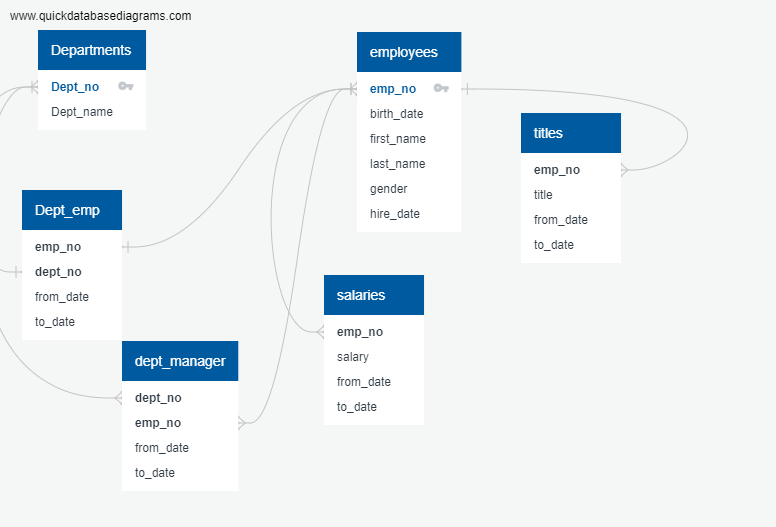 www.quickdatabasediagrams.com
Departments
Dept_no
Dept_name
employees
emp_no
birth_date
first_name
last_name
gender
hire_date
titles
emp_no
title
from_date
to_date
Dept_emp
emp_no
dept_no
from_date
to_date
salaries
emp_no
salary
from_date
to_date
dept_manager
dept_no
emp_no
from_date
to_date